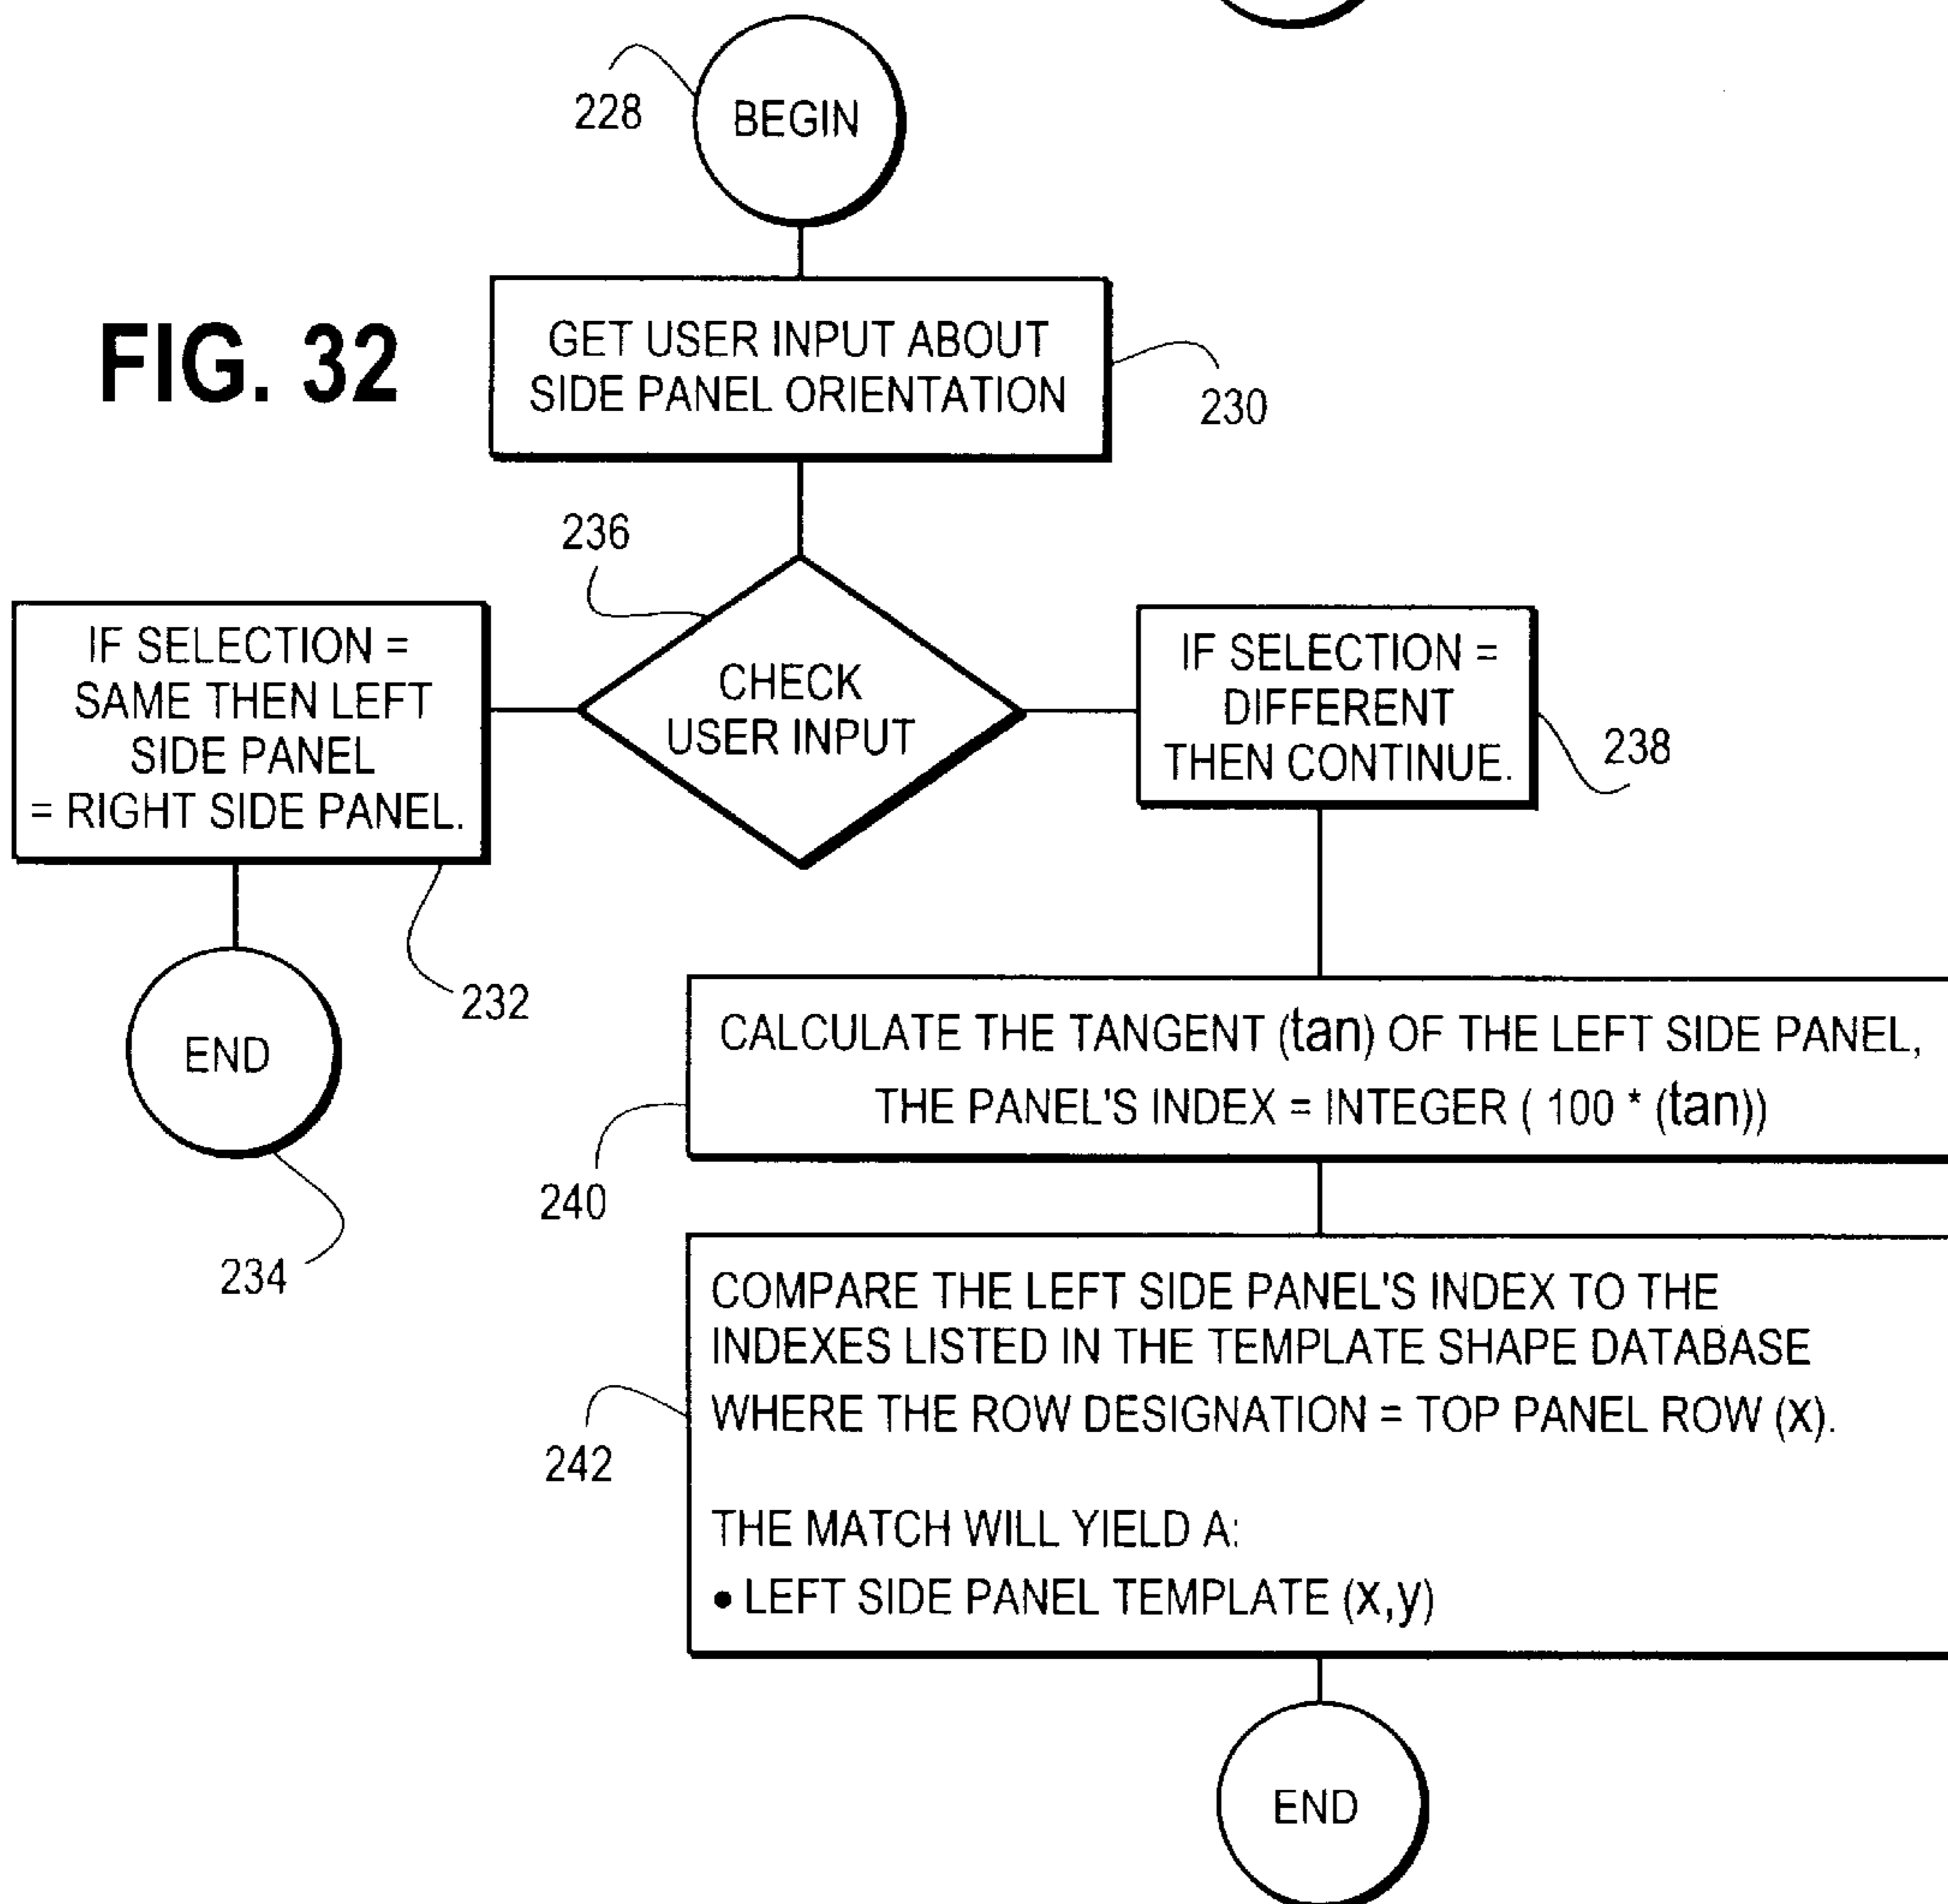 228
BEGIN
FIG. 32
GET USER INPUT ABOUT
SIDE PANEL ORIENTATION
230
236
IF SELECTION =
SAME THEN LEFT
SIDE PANEL
= RIGHT SIDE PANEL.
CHECK
USER INPUT
IF SELECTION =
DIFFERENT
THEN CONTINUE.
238
232
END
234
CALCULATE THE TANGENT (tan) OF THE LEFT SIDE PANEL,
THE PANEL'S INDEX = INTEGER ( 100 * (tan))
240
COMPARE THE LEFT SIDE PANEL'S INDEX TO THE
INDEXES LISTED IN THE TEMPLATE SHAPE DATABASE
WHERE THE ROW DESIGNATION = TOP PANEL ROW (x).
THE MATCH WILL YIELD A:
• LEFT SIDE PANEL TEMPLATE (x,y)
242
END